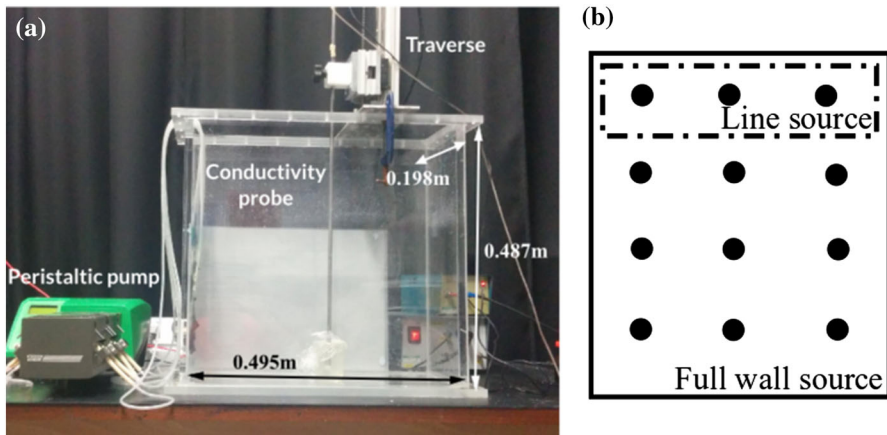 (a)
Traverse
0.198m
Conductivity
probe
0.487m
Peristaltic pump
0.495m
(b)
Line source
Full wall source